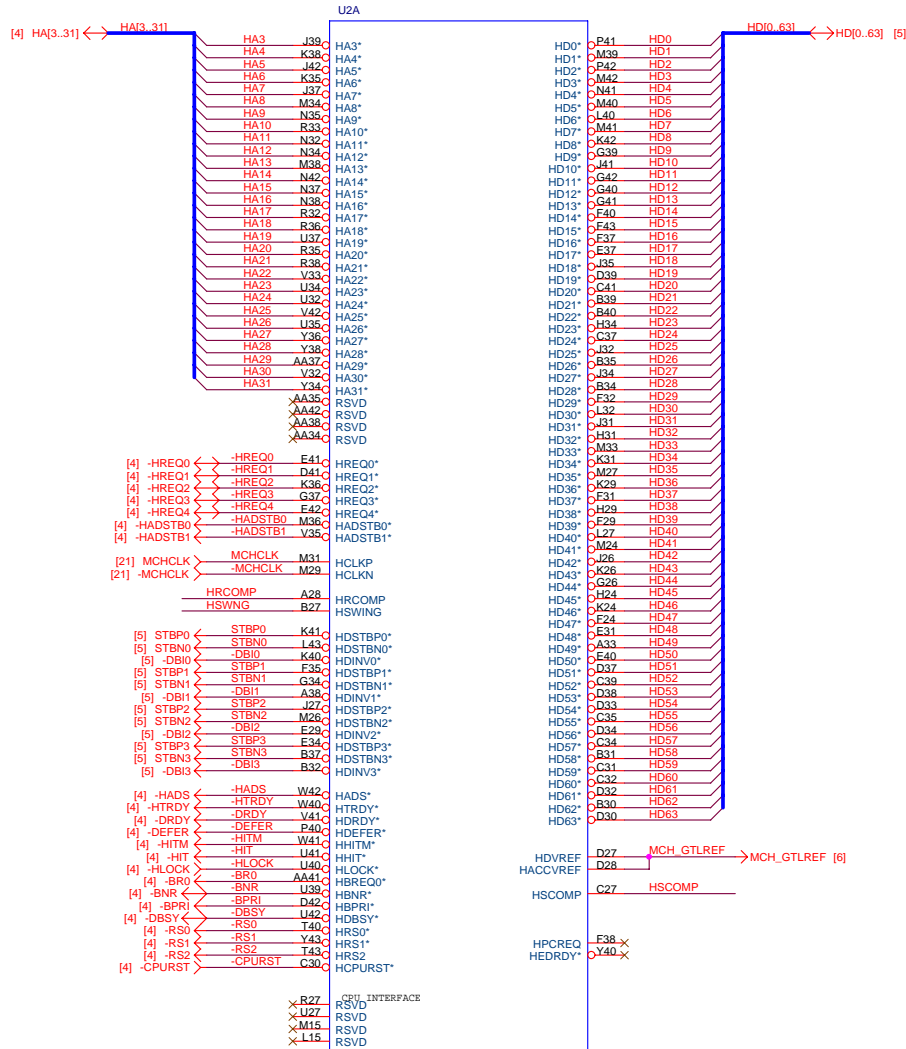 U2A
[4] HA[3..31] HA[3..31] HD[0..63] HD[0..63] [5]
HA3 J39 HA3* HD0* P41 HD0
HA4 K38 HA4* HD1* M39 HD1
HA5 J42 HA5* HD2* P42 HD2
HA6 K35 HA6* HD3* M42 HD3
HA7 J37 HA7* HD4* N41 HD4
HA8 M34 HA8* HD5* M40 HD5
HA9 N35 HA9* HD6* L40 HD6
HA10 R33 HA10* HD7* M41 HD7
HA11 N32 HA11* HD8* K42 HD8
HA12 N34 HA12* HD9* G39 HD9
HA13 M38 HA13* HD10* J41 HD10
HA14 N42 HA14* HD11* G42 HD11
HA15 N37 HA15* HD12* G40 HD12
HA16 N38 HA16* HD13* G41 HD13
HA17 R32 HA17* HD14* F40 HD14
HA18 R36 HA18* HD15* F43 HD15
HA19 U37 HA19* HD16* F37 HD16
HA20 R35 HA20* HD17* E37 HD17
HA21 R38 HA21* HD18* J35 HD18
HA22 V33 HA22* HD19* D39 HD19
HA23 U34 HA23* HD20* C41 HD20
HA24 U32 HA24* HD21* B39 HD21
HA25 V42 HA25* HD22* B40 HD22
HA26 U35 HA26* HD23* H34 HD23
HA27 Y36 HA27* HD24* C37 HD24
HA28 Y38 HA28* HD25* J32 HD25
HA29 AA37 HA29* HD26* B35 HD26
HA30 V32 HA30* HD27* J34 HD27
HA31 Y34 HA31* HD28* B34 HD28
AA35 RSVD HD29* F32 HD29
AA42 RSVD HD30* L32 HD30
AA38 RSVD HD31* J31 HD31
AA34 RSVD HD32* H31 HD32
HD33* M33 HD33
[4] -HREQ0 -HREQ0 E41 HREQ0* HD34* K31 HD34
[4] -HREQ1 -HREQ1 D41 HREQ1* HD35* M27 HD35
[4] -HREQ2 -HREQ2 K36 HREQ2* HD36* K29 HD36
[4] -HREQ3 -HREQ3 G37 HREQ3* HD37* F31 HD37
[4] -HREQ4 -HREQ4 E42 HREQ4* HD38* H29 HD38
[4] -HADSTB0 -HADSTB0 M36 HADSTB0* HD39* F29 HD39
[4] -HADSTB1 -HADSTB1 V35 HADSTB1* HD40* L27 HD40
HD41* M24 HD41
[21] MCHCLK MCHCLK M31 HCLKP HD42* J26 HD42
[21] -MCHCLK -MCHCLK M29 HCLKN HD43* K26 HD43
HD44* G26 HD44
HRCOMP A28 HRCOMP HD45* H24 HD45
HSWNG B27 HSWING HD46* K24 HD46
HD47* F24 HD47
[5] STBP0 STBP0 K41 HDSTBP0* HD48* E31 HD48
[5] STBN0 STBN0 L43 HDSTBN0* HD49* A33 HD49
[5] -DBI0 -DBI0 K40 HDINV0* HD50* E40 HD50
[5] STBP1 STBP1 F35 HDSTBP1* HD51* D37 HD51
[5] STBN1 STBN1 G34 HDSTBN1* HD52* C39 HD52
[5] -DBI1 -DBI1 A38 HDINV1* HD53* D38 HD53
[5] STBP2 STBP2 J27 HDSTBP2* HD54* D33 HD54
[5] STBN2 STBN2 M26 HDSTBN2* HD55* C35 HD55
[5] -DBI2 -DBI2 E29 HDINV2* HD56* D34 HD56
[5] STBP3 STBP3 E34 HDSTBP3* HD57* C34 HD57
[5] STBN3 STBN3 B37 HDSTBN3* HD58* B31 HD58
[5] -DBI3 -DBI3 B32 HDINV3* HD59* C31 HD59
HD60* C32 HD60
[4] -HADS -HADS W42 HADS* HD61* D32 HD61
[4] -HTRDY -HTRDY W40 HTRDY* HD62* B30 HD62
[4] -DRDY -DRDY V41 HDRDY* HD63* D30 HD63
[4] -DEFER -DEFER P40 HDEFER*
[4] -HITM -HITM W41 HHITM*
[4] -HIT -HIT U41 HHIT* HDVREF D27 MCH_GTLREF MCH_GTLREF [6]
[4] -HLOCK -HLOCK U40 HLOCK* HACCVREF D28
[4] -BR0 -BR0 AA41 HBREQ0*
[4] -BNR -BNR U39 HBNR* HSCOMP C27 HSCOMP
[4] -BPRI -BPRI D42 HBPRI*
[4] -DBSY -DBSY U42 HDBSY*
[4] -RS0 -RS0 T40 HRS0*
[4] -RS1 -RS1 Y43 HRS1* HPCREQ F38
[4] -RS2 -RS2 T43 HRS2 HEDRDY* Y40
[4] -CPURST -CPURST C30 HCPURST*
CPU INTERFACE
R27 RSVD
U27 RSVD
M15 RSVD
L15 RSVD